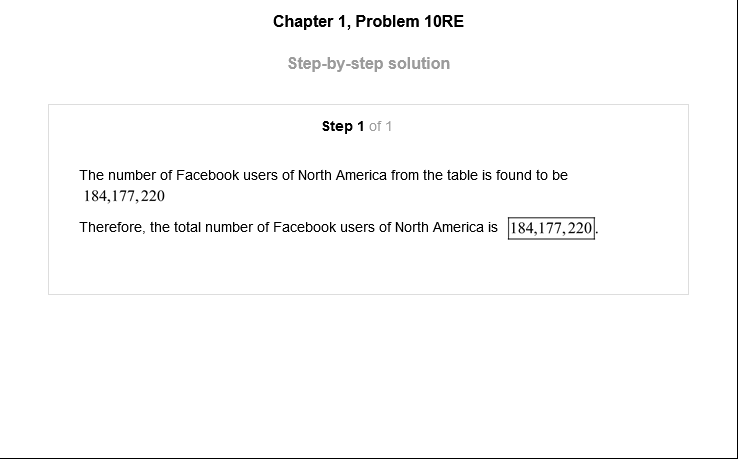 Chapter 1, Problem 10RE
Step-by-step solution
Step 1 of 1
The number of Facebook users of North America from the table is found to be
184,177,220
Therefore, the total number of Facebook users of North America is 184,177,220.